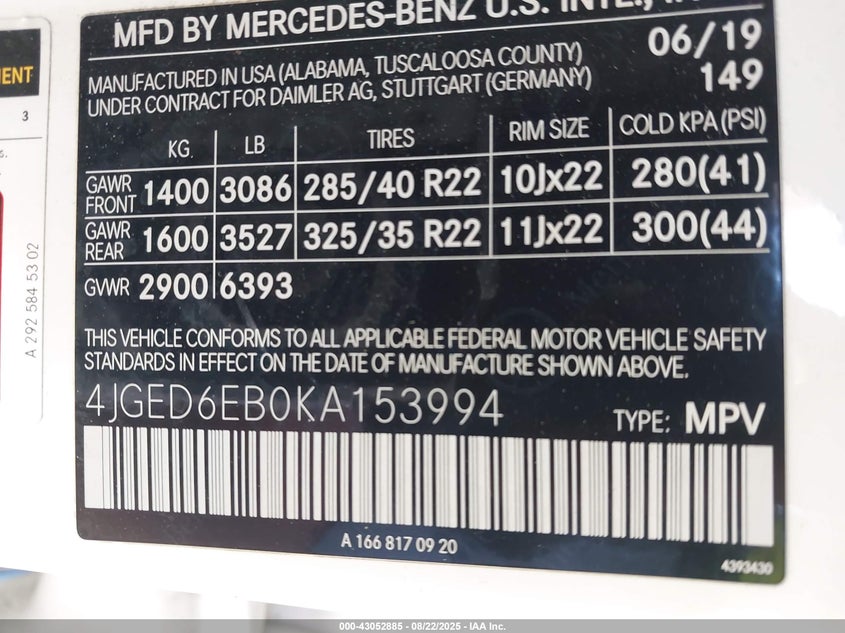 MFD BY MERCEDES-BENZ U.S. INTL.,
06/19
MANUFACTURED IN USA (ALABAMA, TUSCALOOSA COUNTY)
149
UNDER CONTRACT FOR DAIMLER AG, STUTTGART (GERMANY)
KG LB TIRES RIM SIZE COLD KPA (PSI)
GAWR FRONT 1400 3086 285/40 R22 10Jx22 280(41)
GAWR REAR 1600 3527 325/35 R22 11Jx22 300(44)
GVWR 2900 6393
THIS VEHICLE CONFORMS TO ALL APPLICABLE FEDERAL MOTOR VEHICLE SAFETY
STANDARDS IN EFFECT ON THE DATE OF MANUFACTURE SHOWN ABOVE.
4JGED6EB0KA153994 TYPE: MPV
A 166 817 09 20
4393430
3
A 292 584 53 02
000-43052885 - 08/22/2025 - IAA Inc.